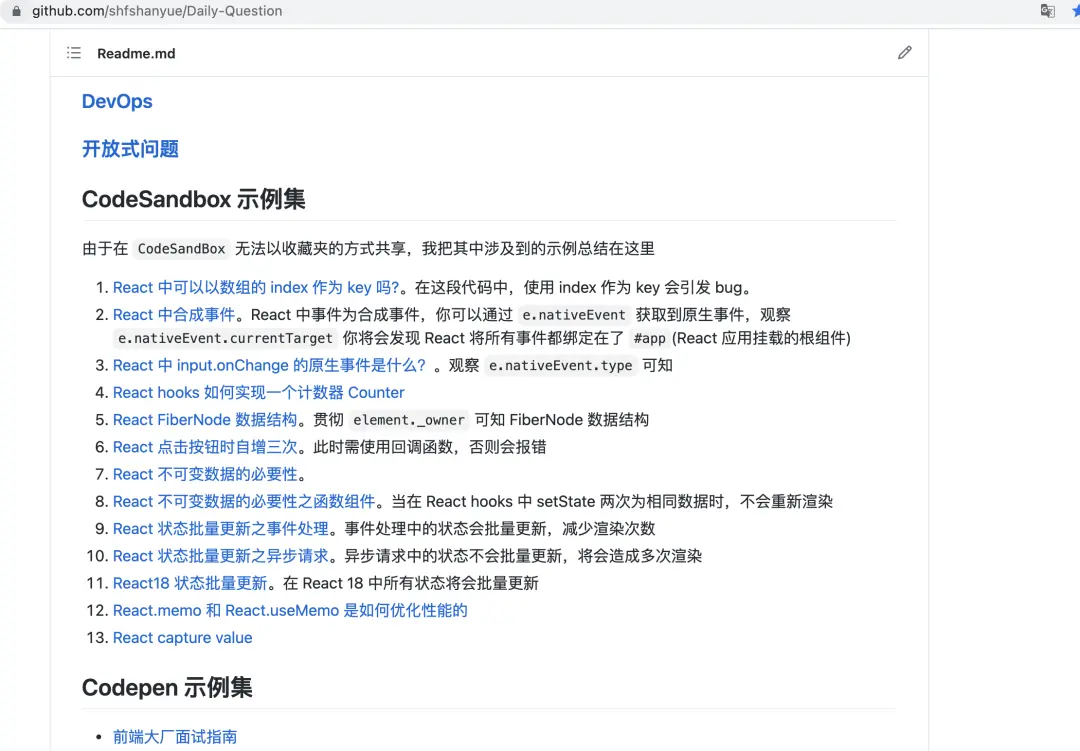 github.com/shfshanyue/Daily-Question
Readme.md
DevOps
开放式问题
CodeSandbox 示例集
由于在 CodeSandBox 无法以收藏夹的方式共享，我把其中涉及到的示例总结在这里
1. React 中可以以数组的 index 作为 key 吗?。在这段代码中，使用 index 作为 key 会引发 bug。
2. React 中合成事件。React 中事件为合成事件，你可以通过 e.nativeEvent 获取到原生事件，观察
e.nativeEvent.currentTarget 你将会发现 React 将所有事件都绑定在了 #app (React 应用挂载的根组件)
3. React 中 input.onChange 的原生事件是什么？。观察 e.nativeEvent.type 可知
4. React hooks 如何实现一个计数器 Counter
5. React FiberNode 数据结构。贯彻 element._owner 可知 FiberNode 数据结构
6. React 点击按钮时自增三次。此时需使用回调函数，否则会报错
7. React 不可变数据的必要性。
8. React 不可变数据的必要性之函数组件。当在 React hooks 中 setState 两次为相同数据时，不会重新渲染
9. React 状态批量更新之事件处理。事件处理中的状态会批量更新，减少渲染次数
10. React 状态批量更新之异步请求。异步请求中的状态不会批量更新，将会造成多次渲染
11. React18 状态批量更新。在 React 18 中所有状态将会批量更新
12. React.memo 和 React.useMemo 是如何优化性能的
13. React capture value
Codepen 示例集
• 前端大厂面试指南